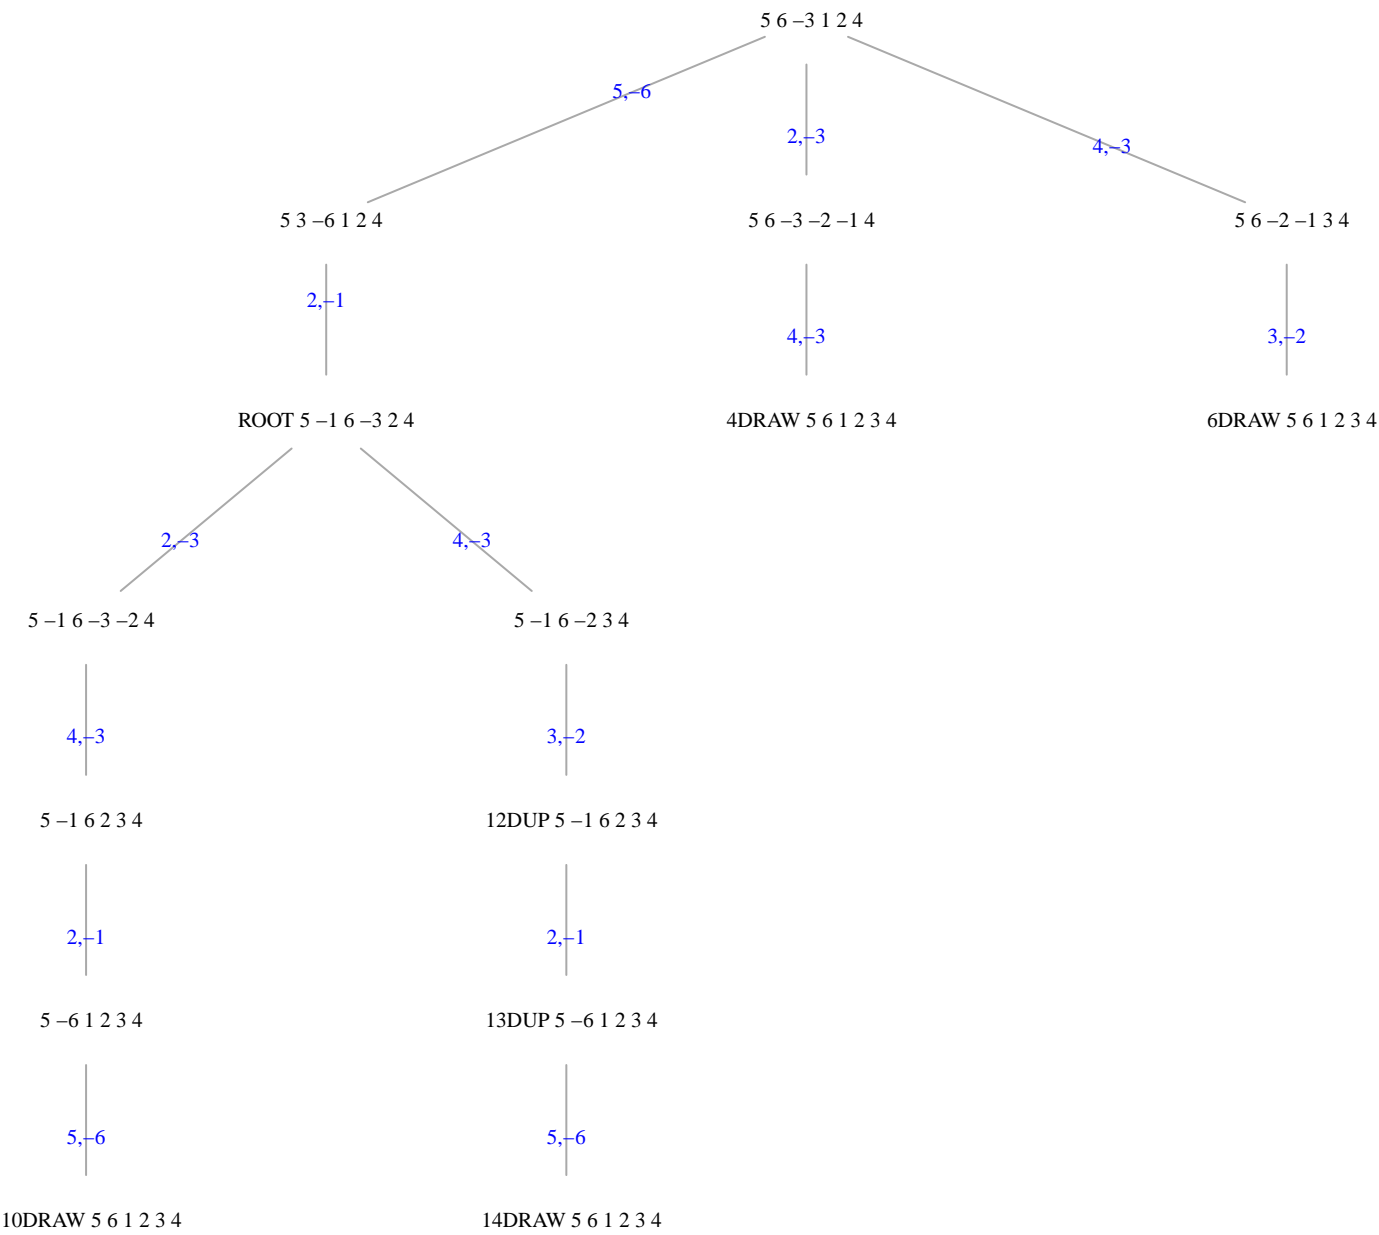 5 6 –3 1 2 4
5,–6
2,–3
4,–3
5 3 –6 1 2 4
5 6 –3 –2 –1 4
5 6 –2 –1 3 4
2,–1
4,–3
3,–2
ROOT 5 –1 6 –3 2 4
4DRAW 5 6 1 2 3 4
6DRAW 5 6 1 2 3 4
2,–3
4,–3
5 –1 6 –3 –2 4
5 –1 6 –2 3 4
4,–3
3,–2
5 –1 6 2 3 4
12DUP 5 –1 6 2 3 4
2,–1
2,–1
5 –6 1 2 3 4
13DUP 5 –6 1 2 3 4
5,–6
5,–6
10DRAW 5 6 1 2 3 4
14DRAW 5 6 1 2 3 4